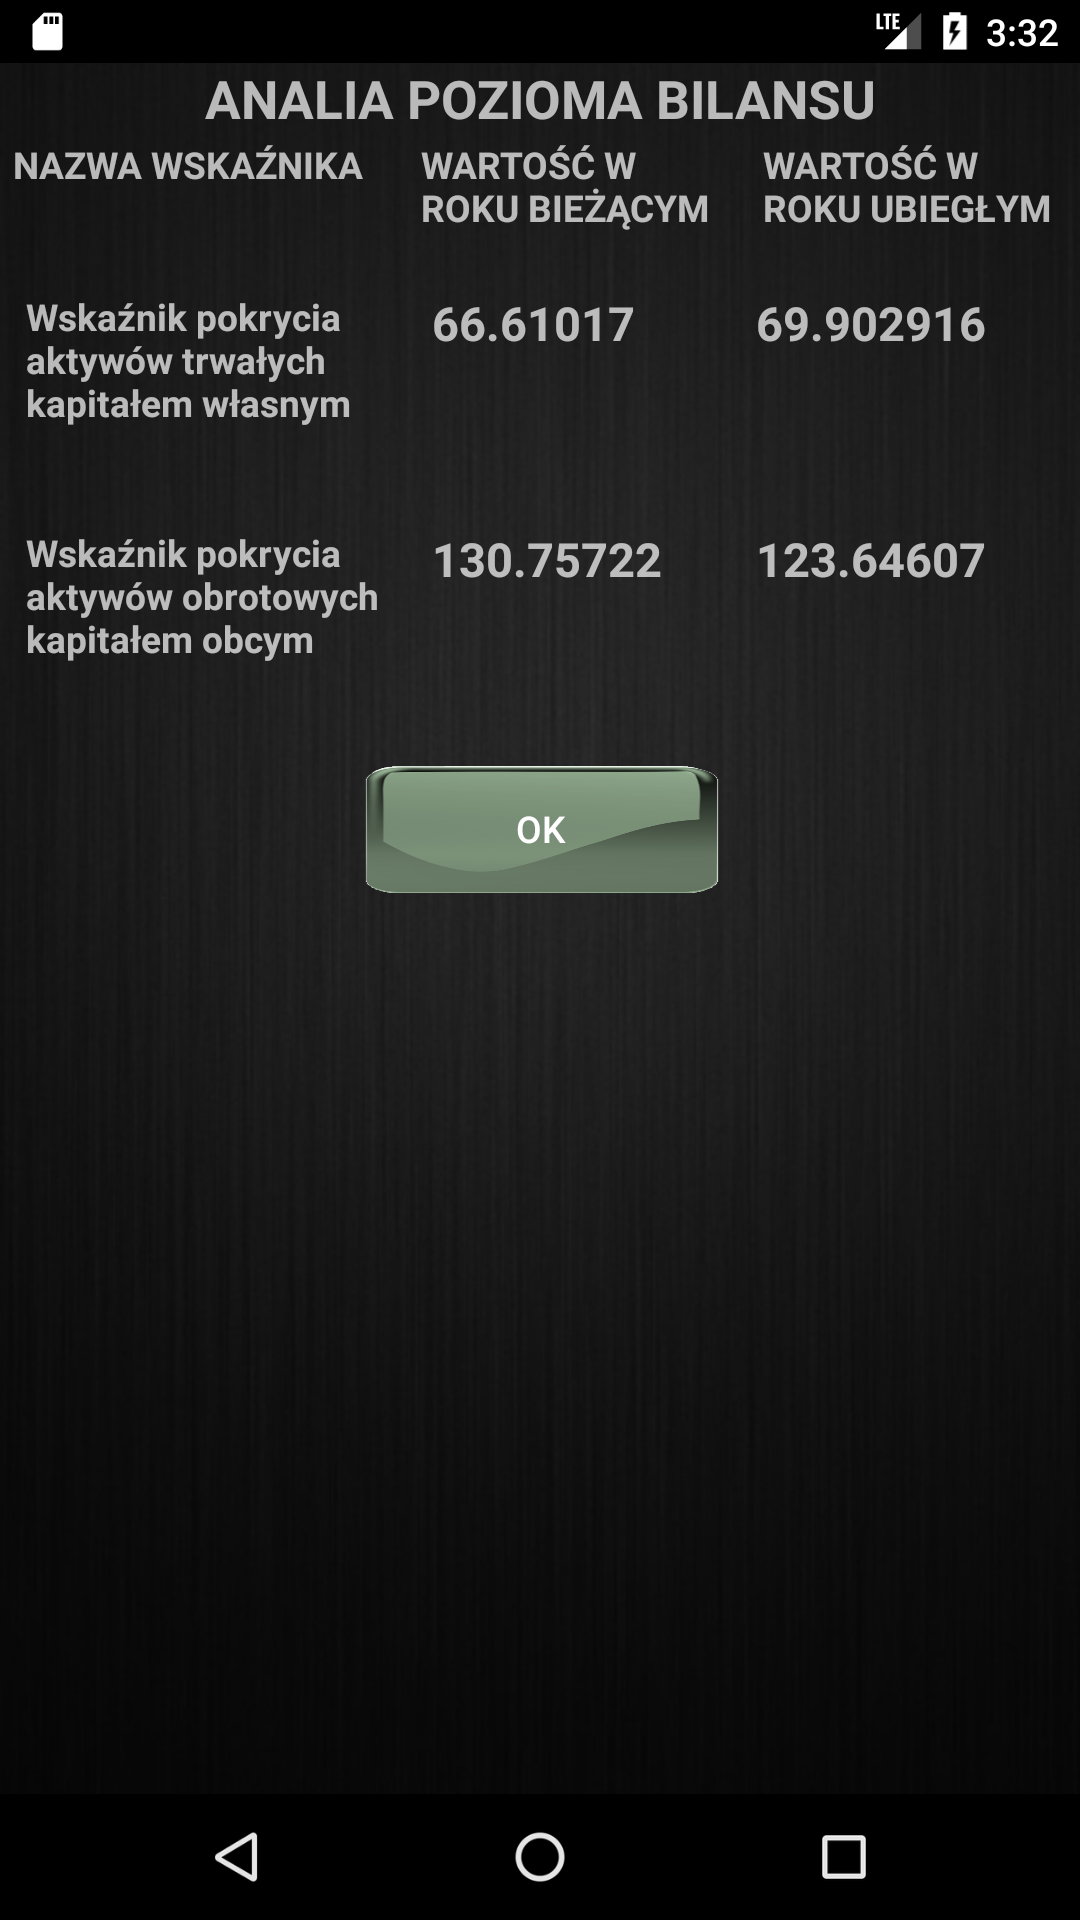 LTE 3:32
ANALIA POZIOMA BILANSU
NAZWA WSKAŹNIKA
WARTOŚĆ W
ROKU BIEŻĄCYM
WARTOŚĆ W
ROKU UBIEGŁYM
Wskaźnik pokrycia
aktywów trwałych
kapitałem własnym
66.61017
69.902916
Wskaźnik pokrycia
aktywów obrotowych
kapitałem obcym
130.75722
123.64607
OK